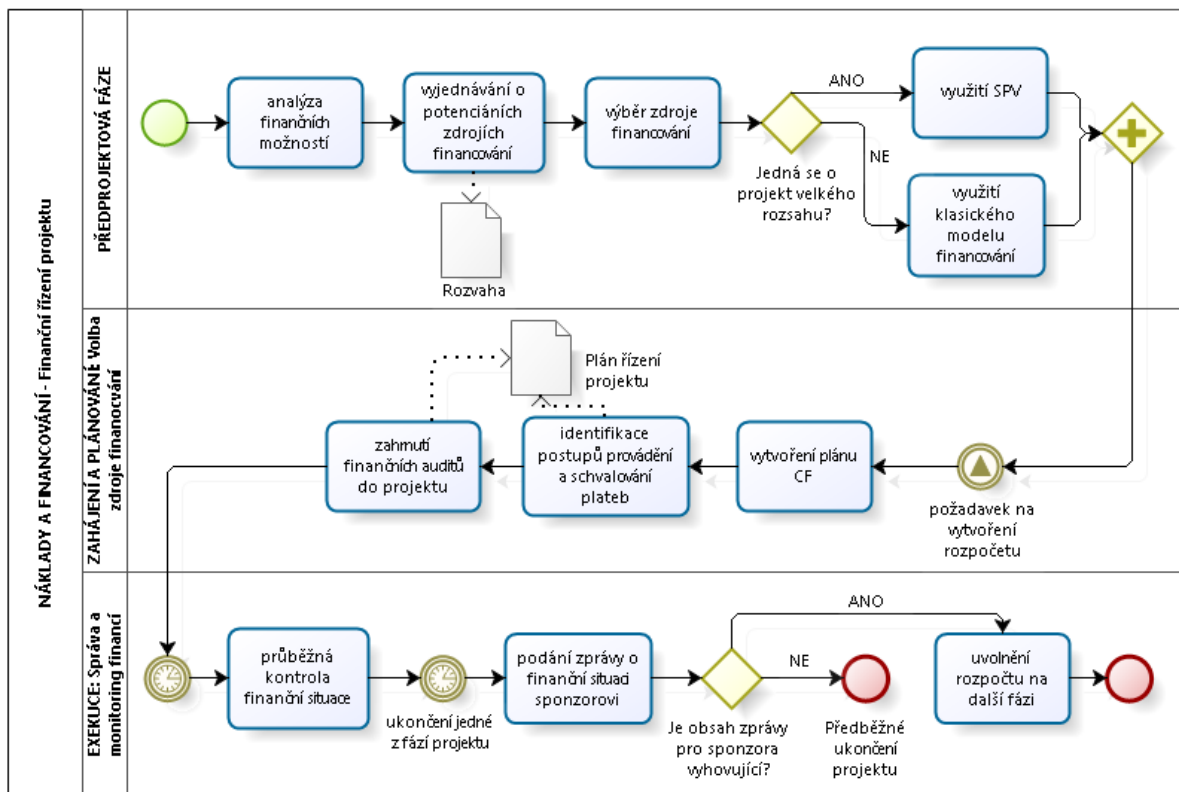 NÁKLADY A FINANCOVÁNÍ - Finanční řízení projektu
PŘEDPROJEKTOVÁ FÁZE
analýza
finančních
možností
vyjednávání o
potenciáních
zdrojích
financování
Rozvaha
výběr zdroje
financování
Jedná se o
projekt velkého
rozsahu?
ANO
využití SPV
NE
využití
klasického
modelu
financování
ZAHÁJENÍ A PLÁNOVÁNÉ Volba
zdroje finanocvání
Plán řízení
projektu
zahrnutí
finančních auditů
do projektu
identifikace
postupů provádění
a schvalování
plateb
vytvoření plánu
CF
požadavek na
vytvoření
rozpočetu
EXEKUCE: Správa a
monitoring financí
průběžná
kontrola
finanční situace
ukončení jedné
z fází projektu
podání zprávy o
finanční situaci
sponzorovi
Je obsah zprávy
pro sponzora
vyhovující?
ANO
NE
Předběžné
ukončení
projektu
uvolnění
rozpočtu na
další fázi